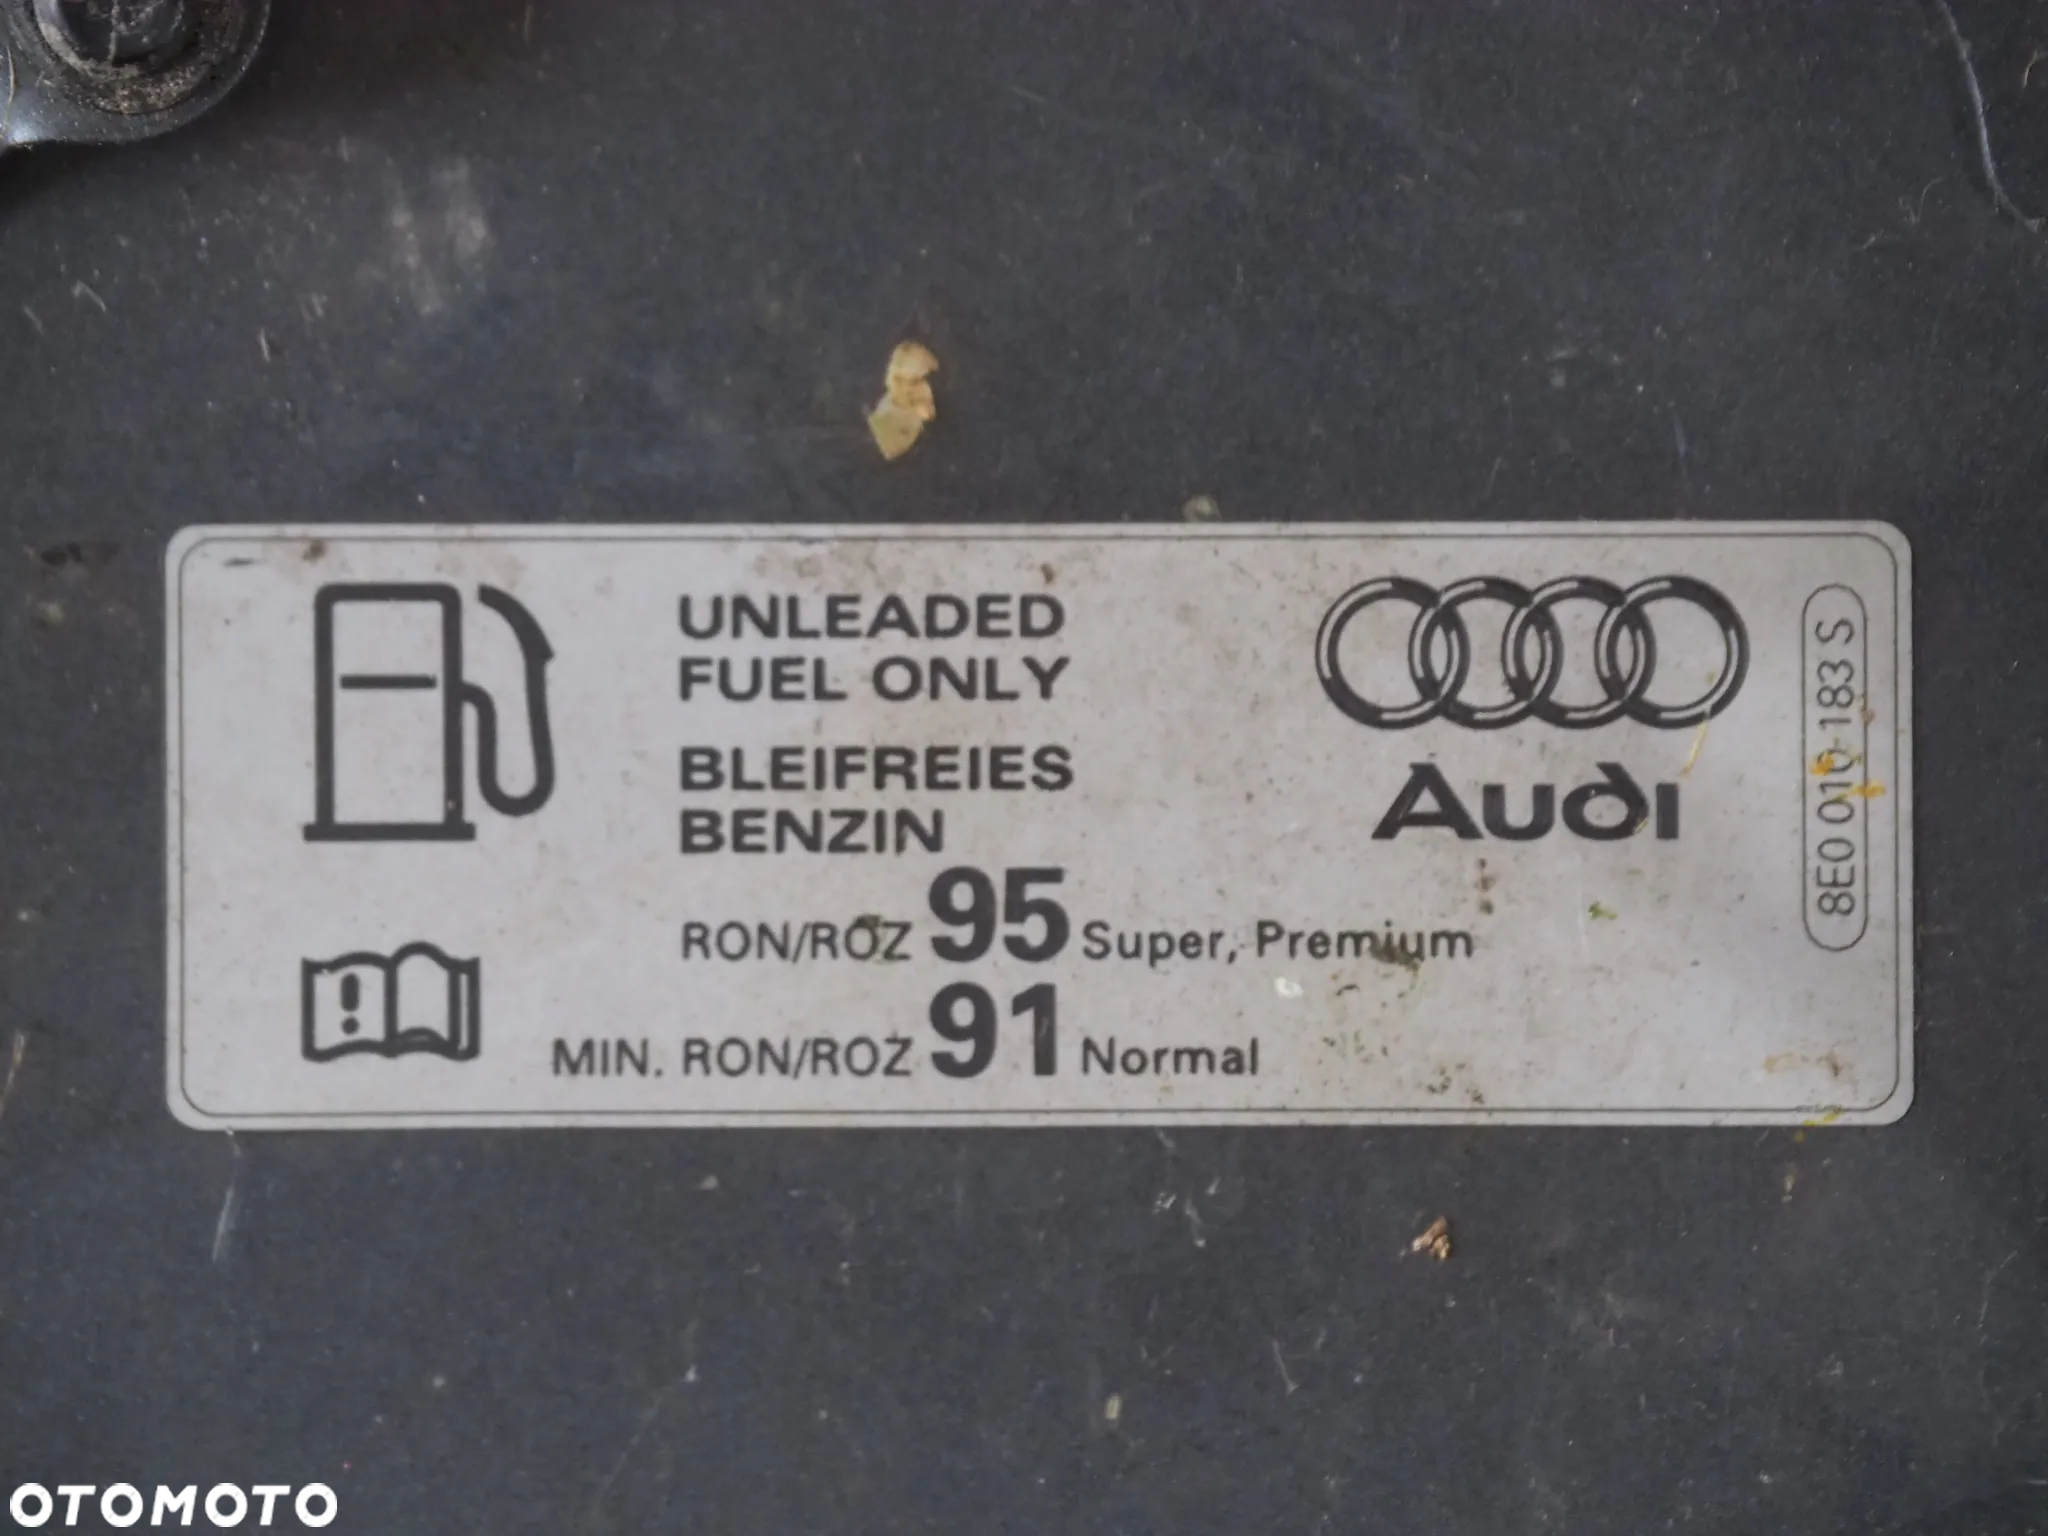 UNLEADED
FUEL ONLY
BLEIFREIES
BENZIN
RON/ROZ 95 Super, Premium
MIN. RON/ROZ 91 Normal
Audi
8E0 010 183 S
OTOMOTO